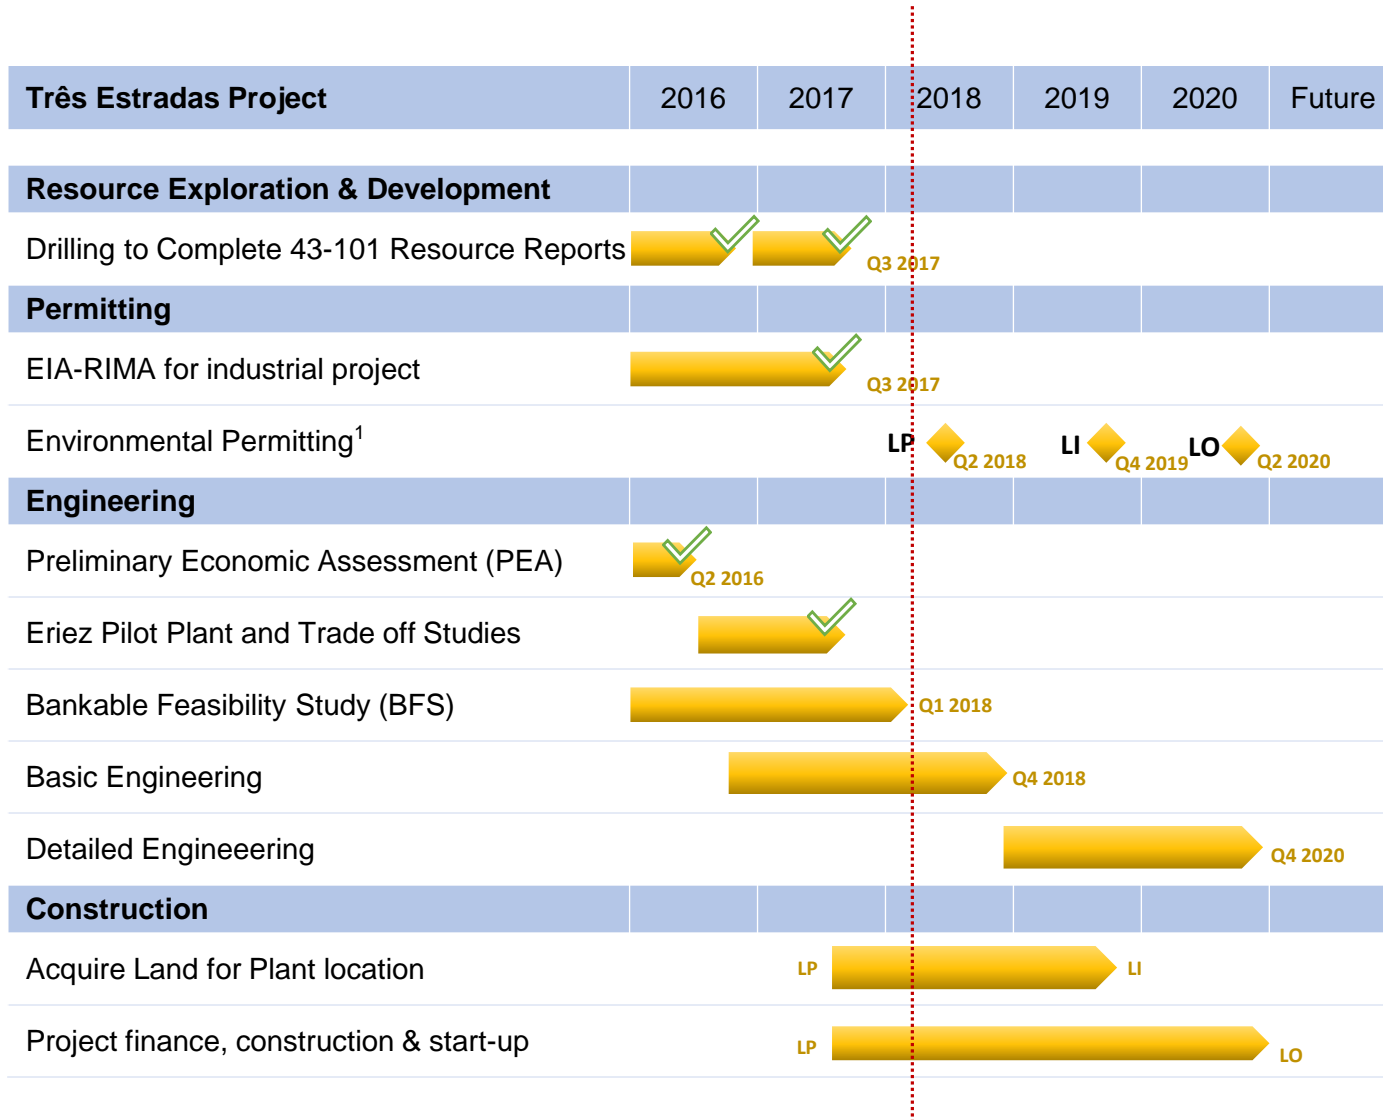 Três Estradas Project 2016 2017 2018 2019 2020 Future
Resource Exploration & Development
Drilling to Complete 43-101 Resource Reports
Q3 2017
Permitting
EIA-RIMA for industrial project
Q3 2017
Environmental Permitting1 LP Q2 2018 LI Q4 2019 LO Q2 2020
Engineering
Preliminary Economic Assessment (PEA)
Q2 2016
Eriez Pilot Plant and Trade off Studies
Bankable Feasibility Study (BFS) Q1 2018
Basic Engineering Q4 2018
Detailed Engineeering Q4 2020
Construction
Acquire Land for Plant location LP LI
Project finance, construction & start-up LP LO